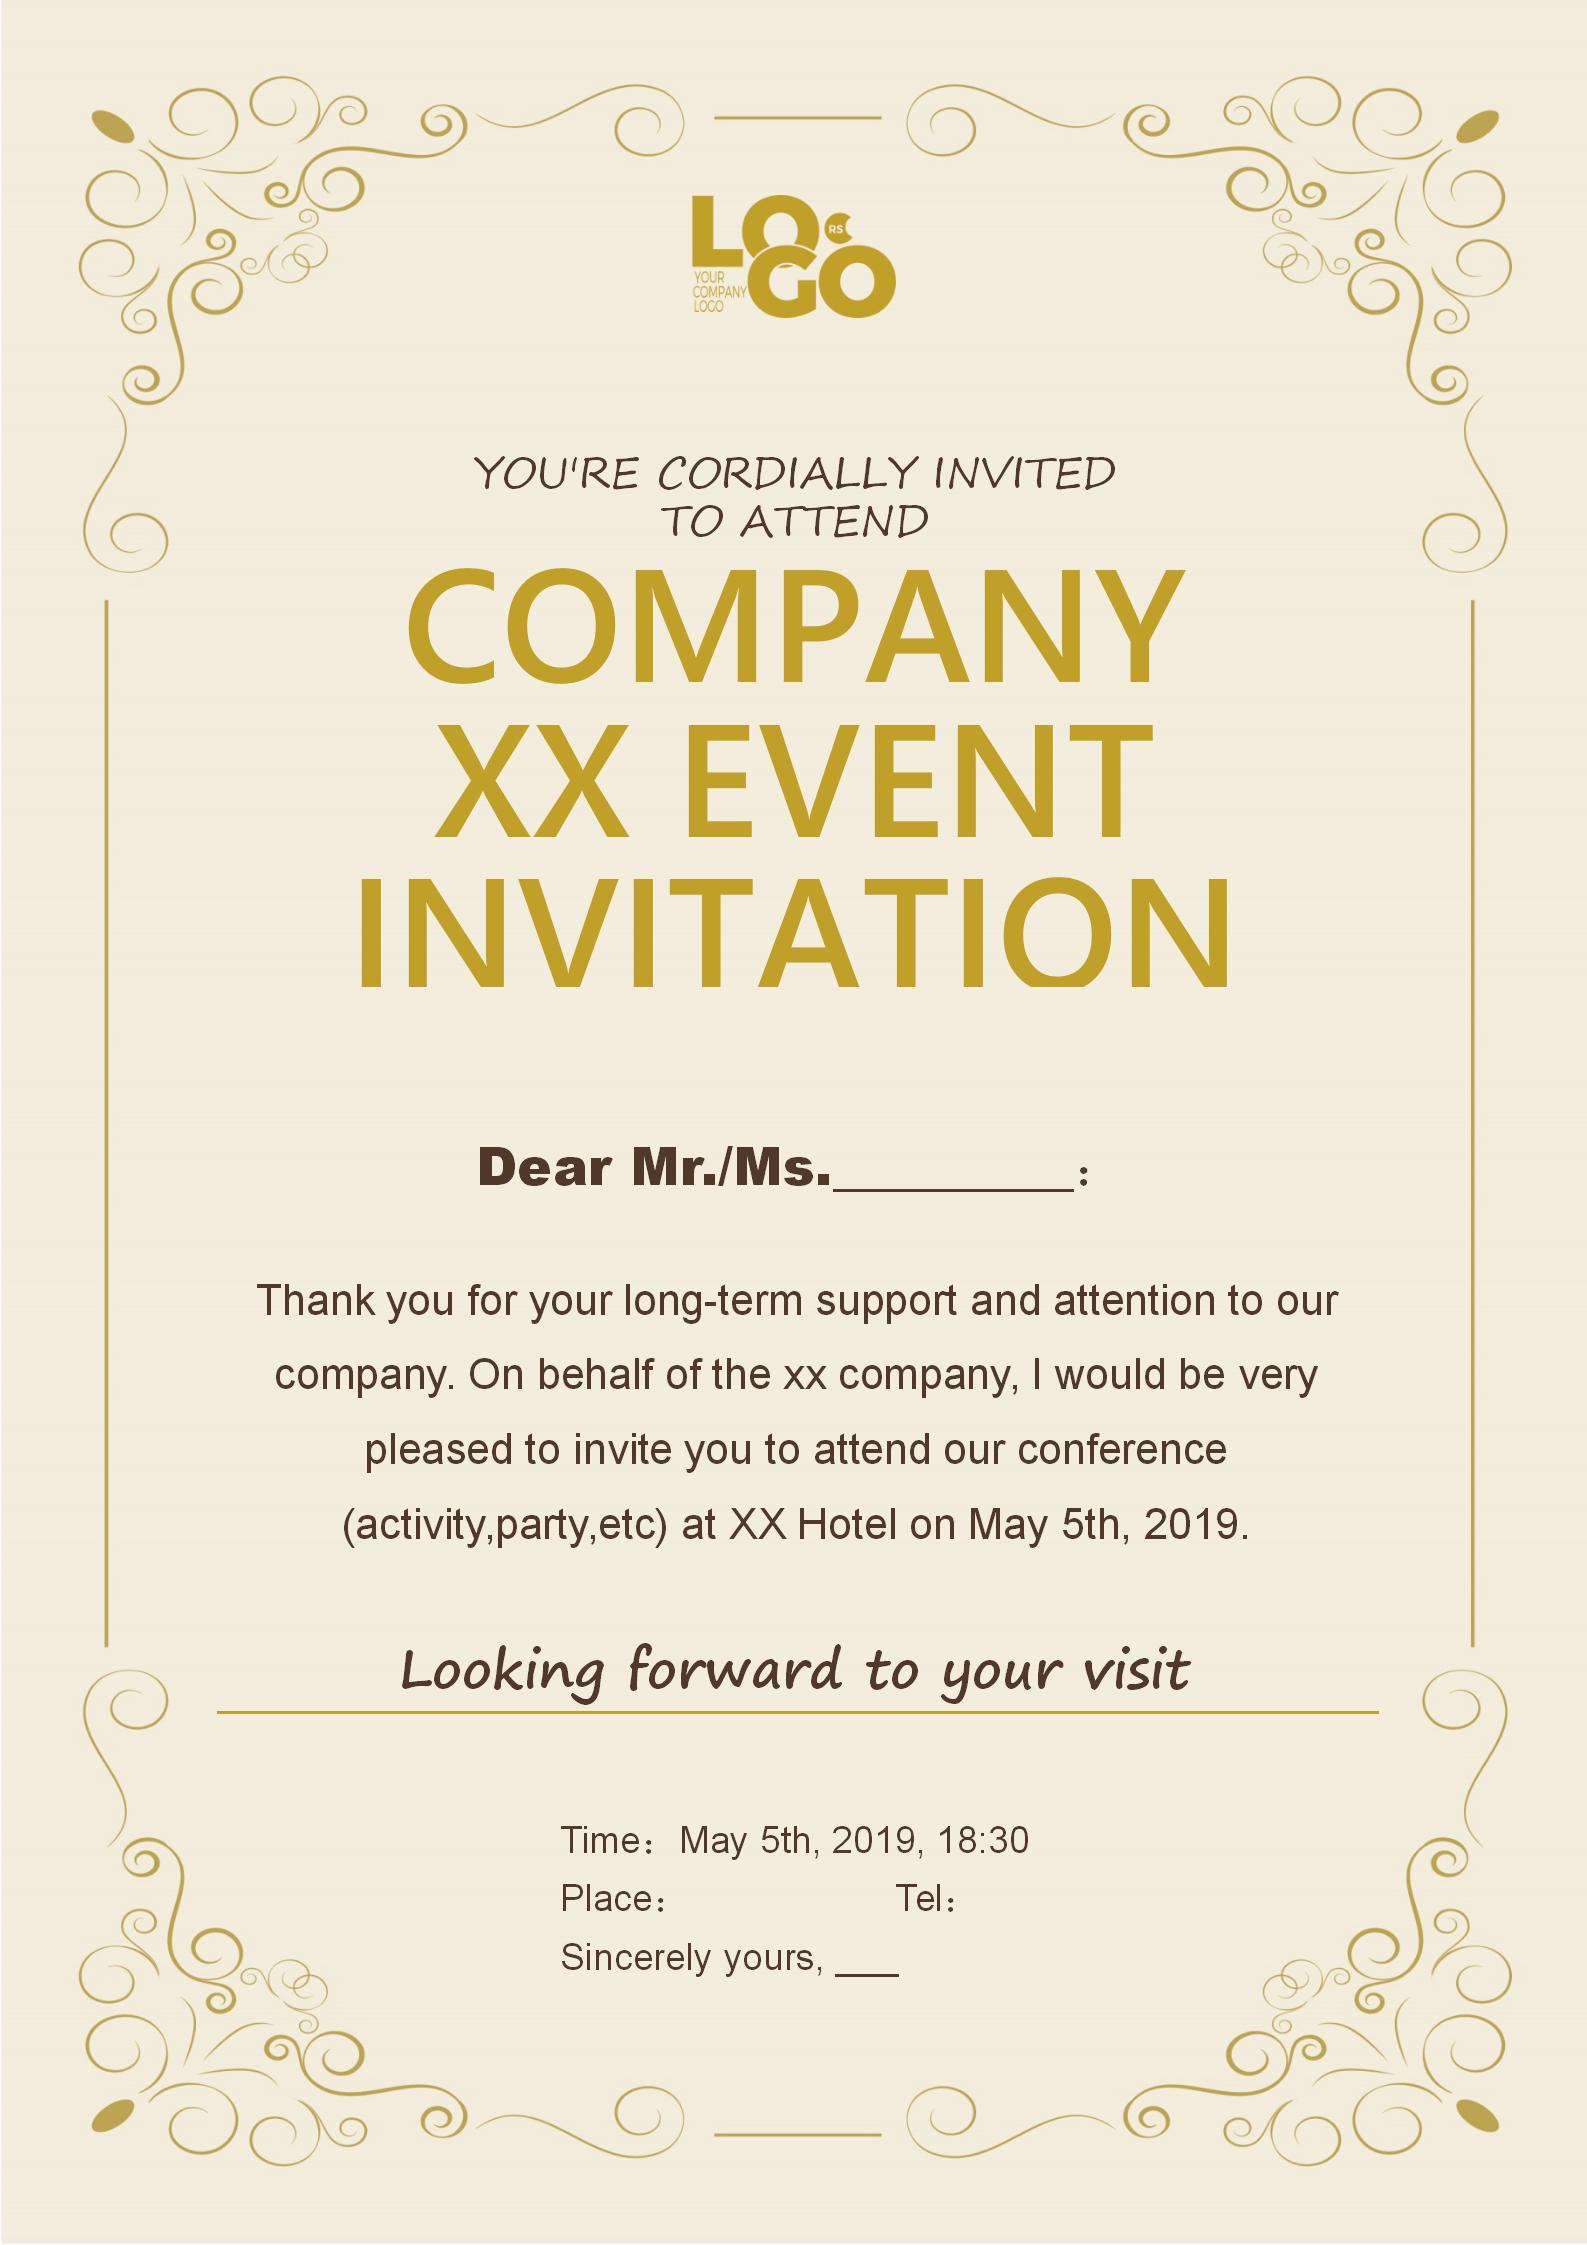 LOGO
RS
YOUR
COMPANY
LOGO
YOU'RE CORDIALLY INVITED
TO ATTEND
COMPANY
XX EVENT
INVITATION
Dear Mr./Ms.__________:
Thank you for your long-term support and attention to our
company. On behalf of the xx company, I would be very
pleased to invite you to attend our conference
(activity,party,etc) at XX Hotel on May 5th, 2019.
Looking forward to your visit
Time：May 5th, 2019, 18:30
Place： Tel：
Sincerely yours, ___